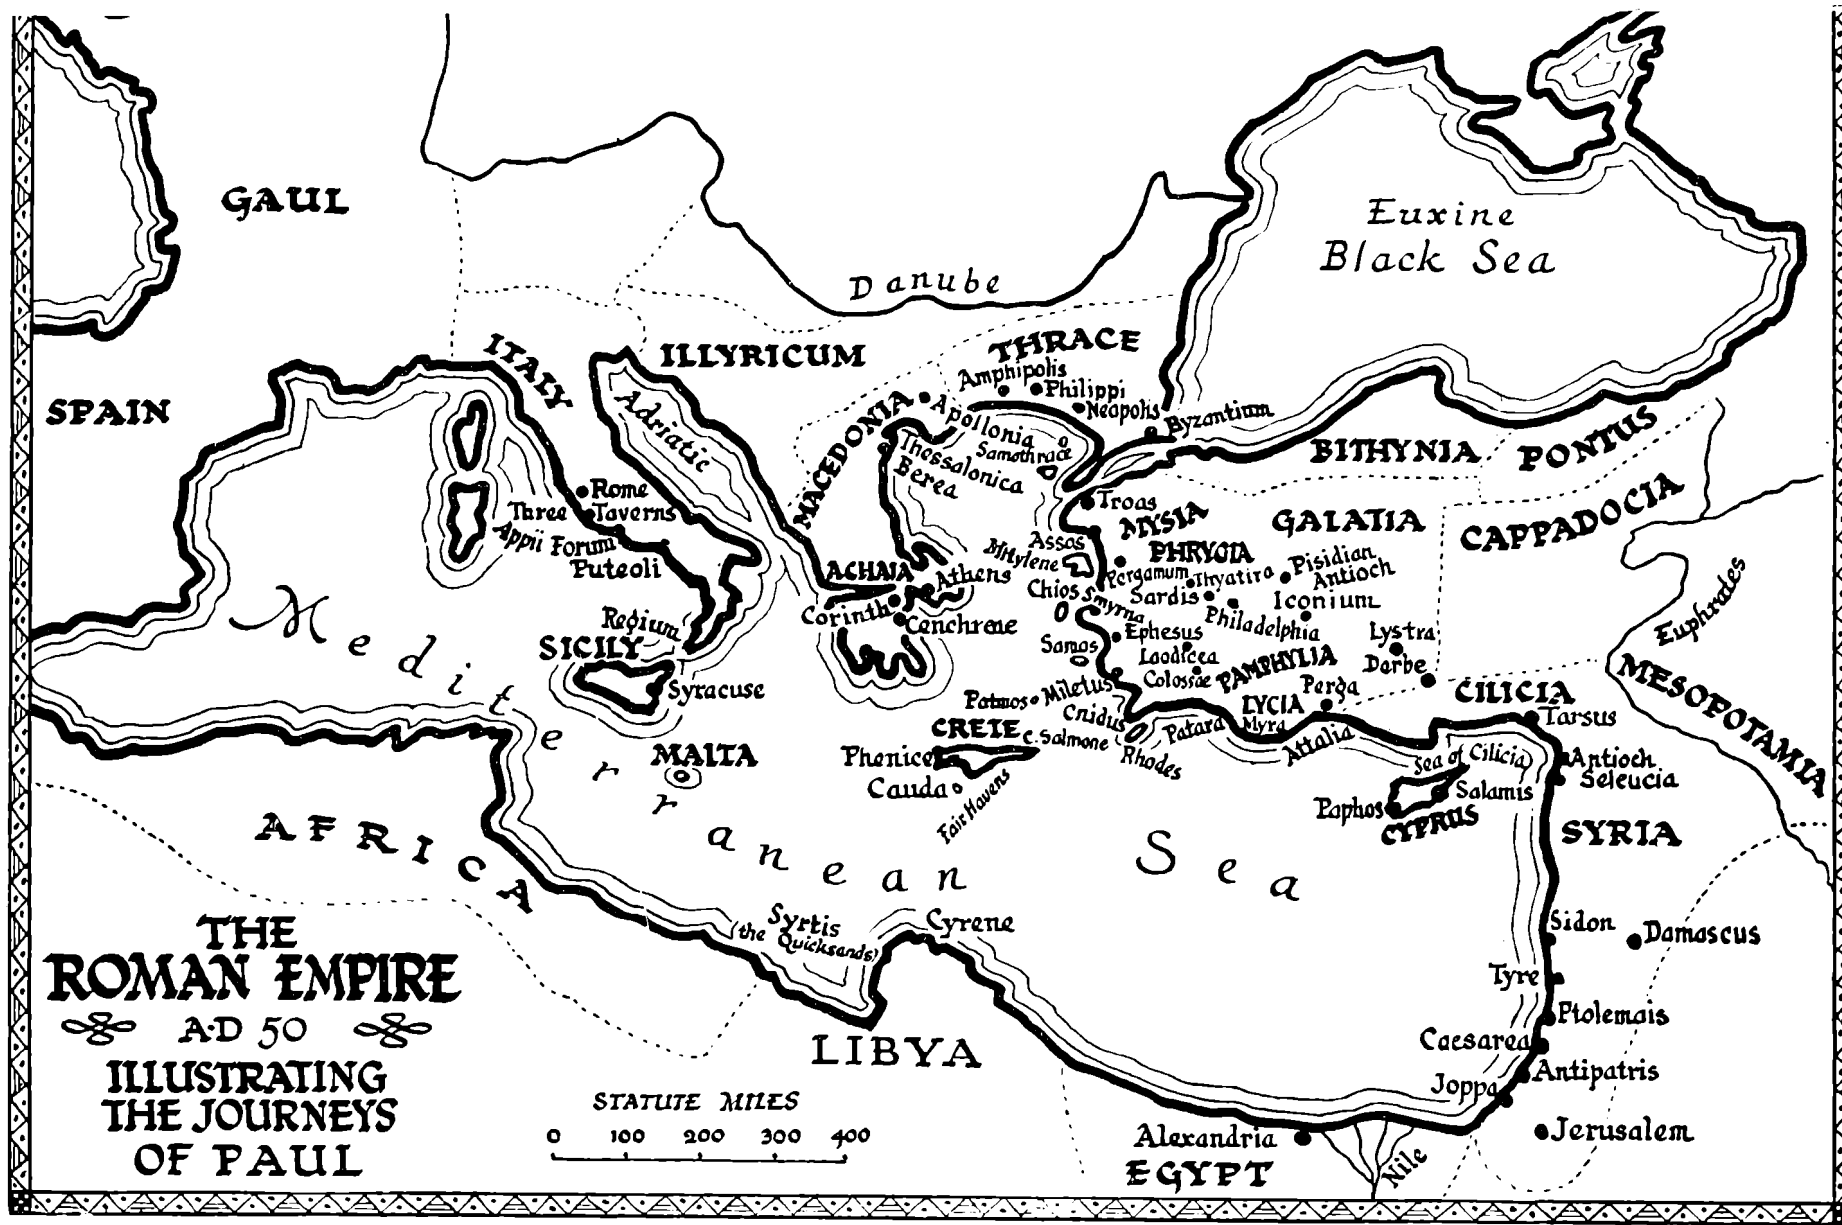 GAUL
Euxine
Black Sea
Danube
SPAIN
ITALY
ILLYRICUM
THRACE
Adriatic
MACEDONIA
Amphipolis
Philippi
Neapolis
Apollonia
Samothrace
Byzantium
Thessalonica
Berea
BITHYNIA
PONTUS
Rome
Three Taverns
Appii Forum
Puteoli
Troas
MYSIA
GALATIA
CAPPADOCIA
Assos
Mitylene
PHRYGIA
Pergamum
Thyatira
Pisidian
Antioch
ACHAIA
Athens
Chios
Smyrna
Sardis
Iconium
Euphrates
Corinth
Cenchreae
Philadelphia
Regium
SICILY
Syracuse
Samos
Ephesus
Laodicea
Colossae
Lystra
Derbe
PAMPHYLIA
Patmos
Miletus
LYCIA
Perga
CILICIA
MESOPOTAMIA
Mediterranean Sea
Cnidus
Patara
Myra
Attalia
Tarsus
CRETE
C. Salmone
Rhodes
MALTA
Phenice
Cauda
Fair Havens
Sea of Cilicia
Antioch
Seleucia
Paphos
Salamis
CYPRUS
SYRIA
AFRICA
Syrtis
(the Quicksands)
Cyrene
Sidon
Damascus
Tyre
Ptolemais
Caesarea
LIBYA
Joppa
Antipatris
Jerusalem
Alexandria
EGYPT
Nile
THE
ROMAN EMPIRE
A·D 50
ILLUSTRATING
THE JOURNEYS
OF PAUL
STATUTE MILES
0 100 200 300 400